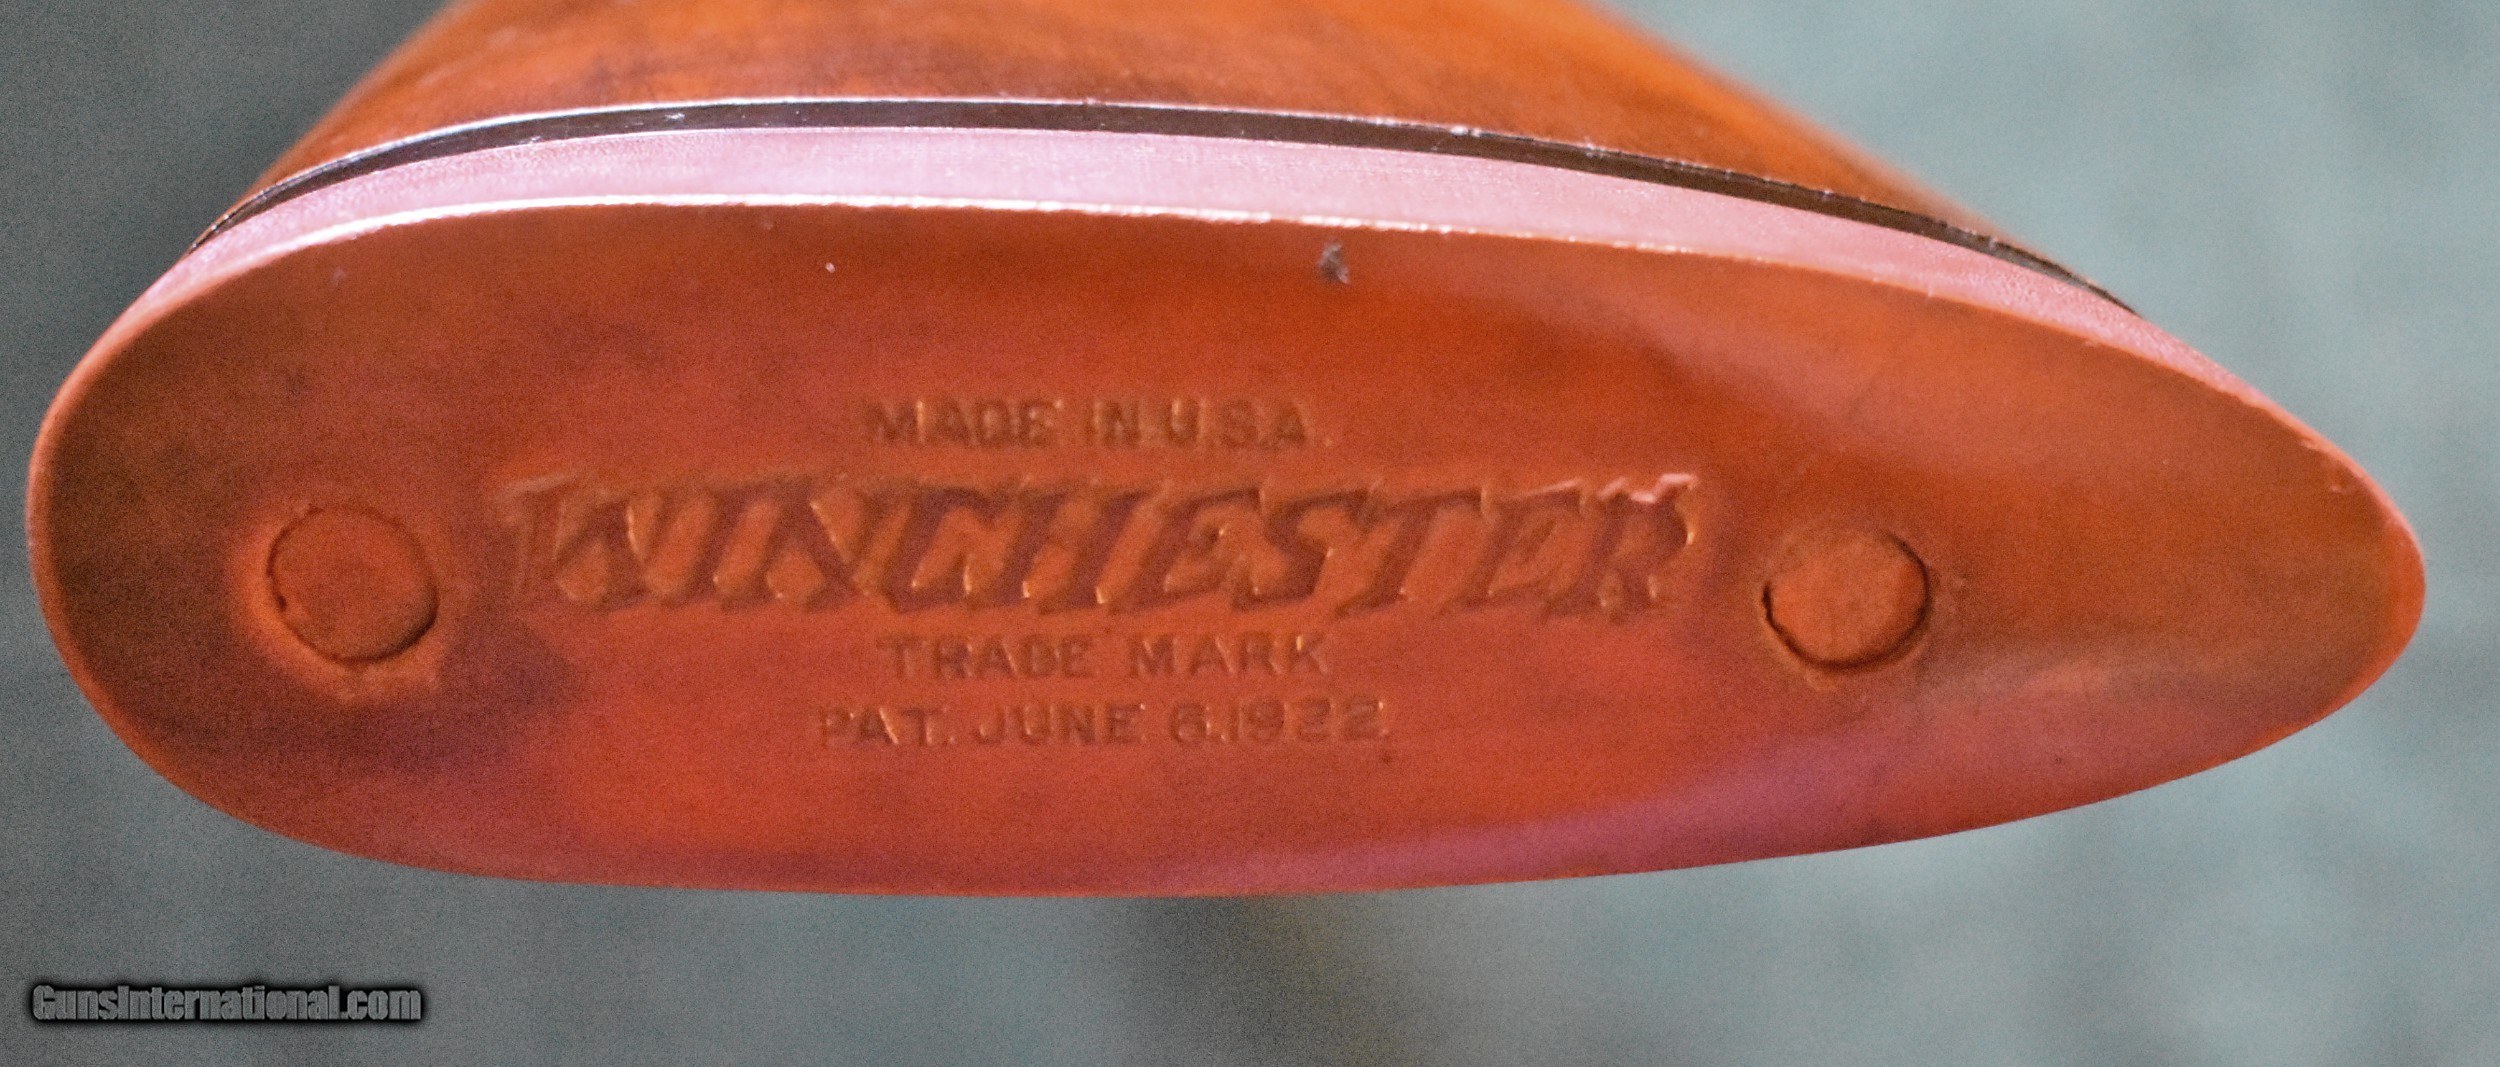 MADE IN U.S.A.
WINCHESTER
TRADE MARK
PAT. JUNE 6.1922.
GunsInternational.com